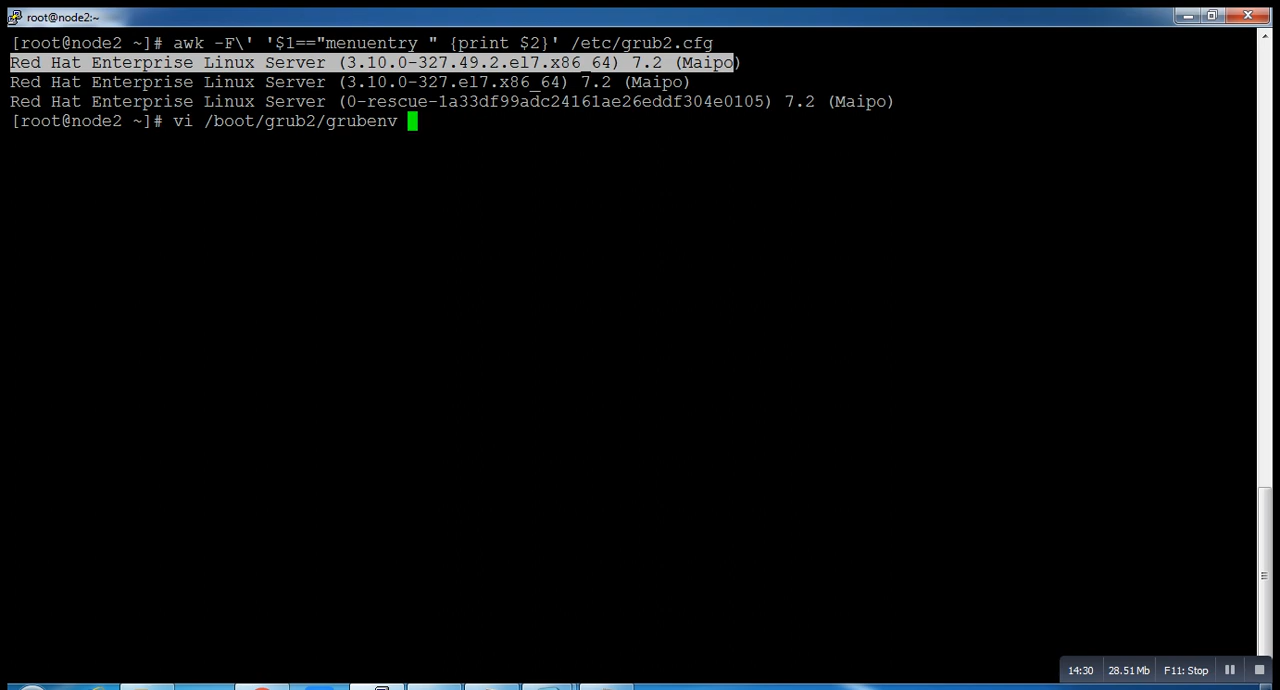 root@node2:~
[root@node2 ~]# awk -F\' '$1=="menuentry " {print $2}' /etc/grub2.cfg
Red Hat Enterprise Linux Server (3.10.0-327.49.2.el7.x86_64) 7.2 (Maipo)
Red Hat Enterprise Linux Server (3.10.0-327.el7.x86_64) 7.2 (Maipo)
Red Hat Enterprise Linux Server (0-rescue-1a33df99adc24161ae26eddf304e0105) 7.2 (Maipo)
[root@node2 ~]# vi /boot/grub2/grubenv
14:30 28.51 Mb F11: Stop